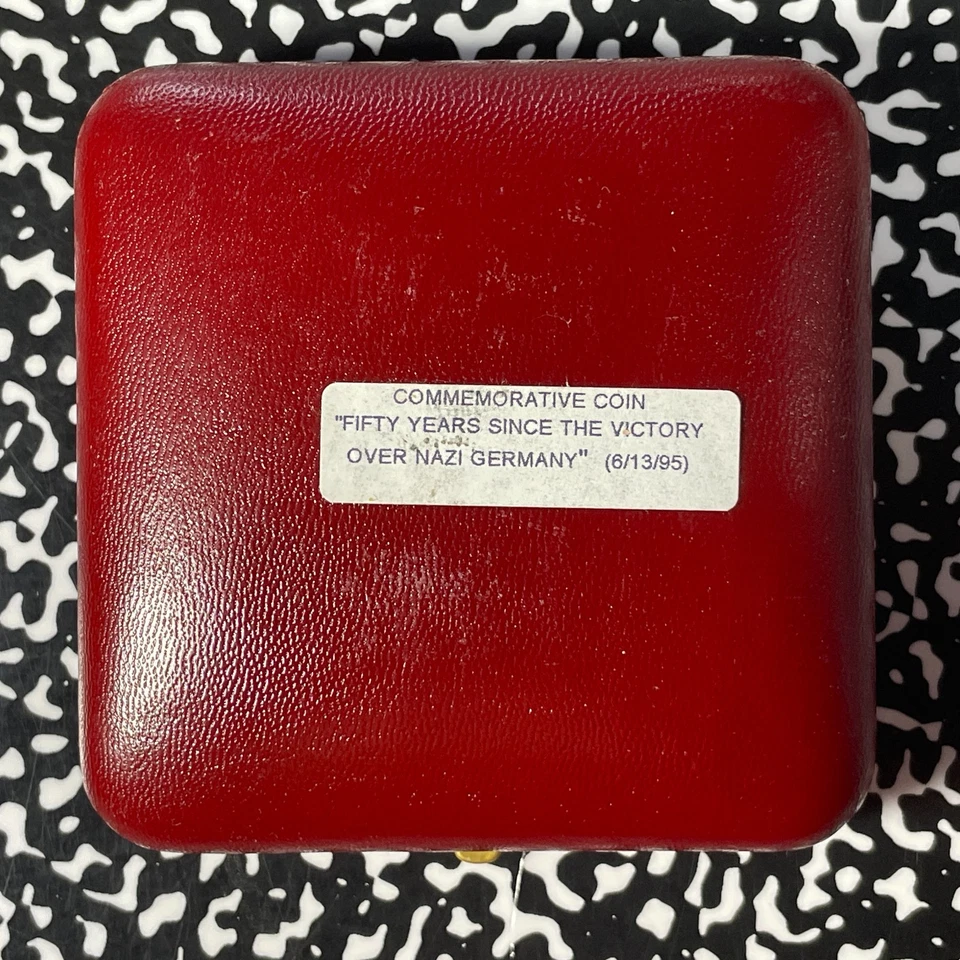 COMMEMORATIVE COIN
"FIFTY YEARS SINCE THE VICTORY
OVER NAZI GERMANY" (6/13/95)